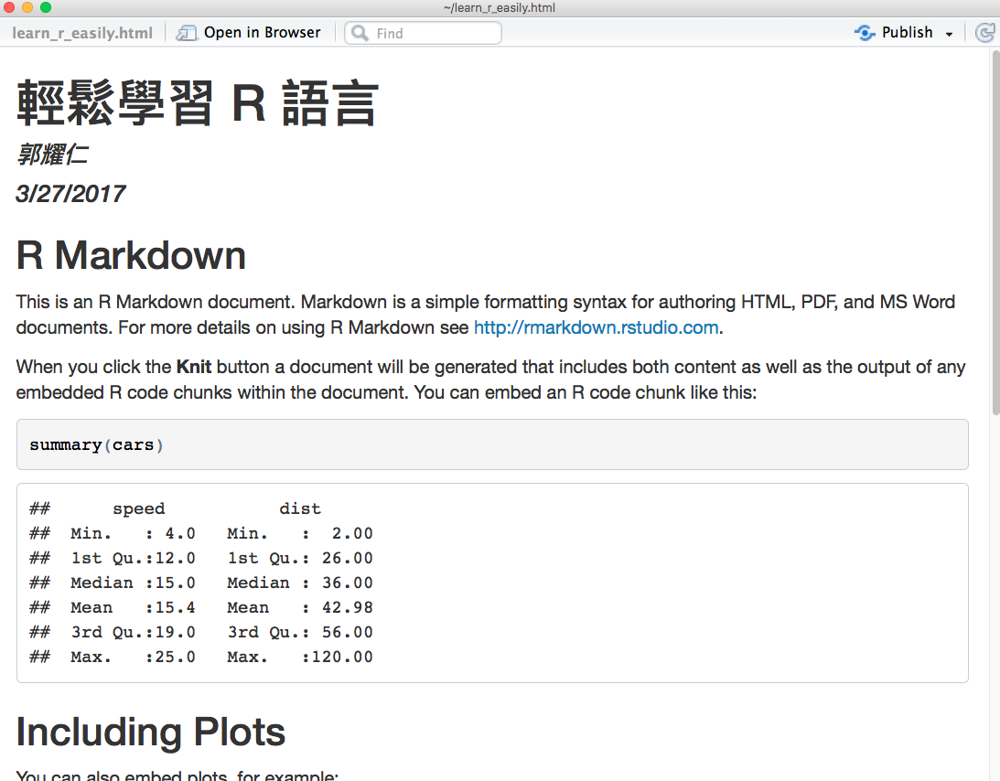 ~/learn_r_easily.html
learn_r_easily.html Open in Browser Find Publish
輕鬆學習 R 語言
郭耀仁
3/27/2017
R Markdown
This is an R Markdown document. Markdown is a simple formatting syntax for authoring HTML, PDF, and MS Word
documents. For more details on using R Markdown see http://rmarkdown.rstudio.com.
When you click the Knit button a document will be generated that includes both content as well as the output of any
embedded R code chunks within the document. You can embed an R code chunk like this:
summary(cars)
##      speed           dist
##  Min.   : 4.0   Min.   :  2.00
##  1st Qu.:12.0   1st Qu.: 26.00
##  Median :15.0   Median : 36.00
##  Mean   :15.4   Mean   : 42.98
##  3rd Qu.:19.0   3rd Qu.: 56.00
##  Max.   :25.0   Max.   :120.00
Including Plots
You can also embed plots, for example: